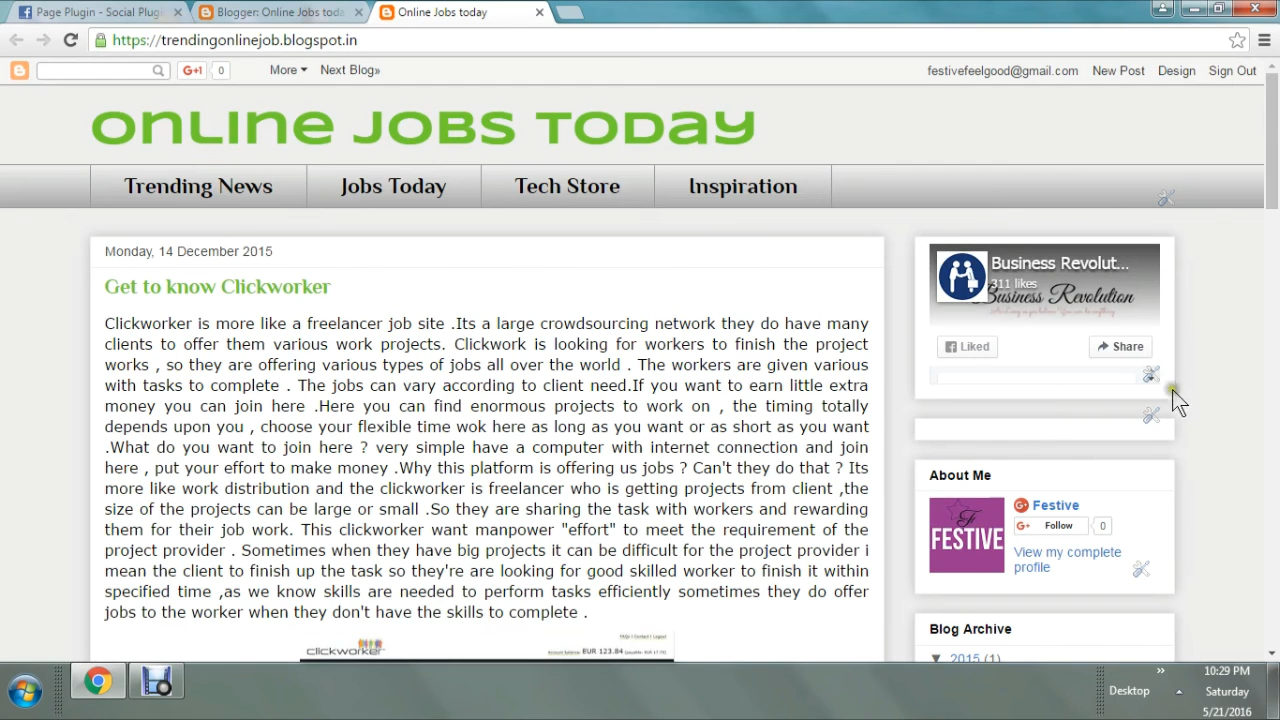 Page Plugin - Social Plugin
Blogger: Online Jobs toda
Online Jobs today
https://trendingonlinejob.blogspot.in
G+1 0 More Next Blog» festivefeelgood@gmail.com New Post Design Sign Out
Online Jobs Today
Trending News Jobs Today Tech Store Inspiration
Monday, 14 December 2015
Get to know Clickworker
Clickworker is more like a freelancer job site .Its a large crowdsourcing network they do have many
clients to offer them various work projects. Clickwork is looking for workers to finish the project
works , so they are offering various types of jobs all over the world . The workers are given various
with tasks to complete . The jobs can vary according to client need.If you want to earn little extra
money you can join here .Here you can find enormous projects to work on , the timing totally
depends upon you , choose your flexible time wok here as long as you want or as short as you want
.What do you want to join here ? very simple have a computer with internet connection and join
here , put your effort to make money .Why this platform is offering us jobs ? Can't they do that ? Its
more like work distribution and the clickworker is freelancer who is getting projects from client ,the
size of the projects can be large or small .So they are sharing the task with workers and rewarding
them for their job work. This clickworker want manpower "effort" to meet the requirement of the
project provider . Sometimes when they have big projects it can be difficult for the project provider i
mean the client to finish up the task so they're are looking for good skilled worker to finish it within
specified time ,as we know skills are needed to perform tasks efficiently sometimes they do offer
jobs to the worker when they don't have the skills to complete .
clickworker
FAQs | Contact | Logout
Account balance: EUR 123.84
Business Revolut...
311 likes
Business Revolution
Liked
Share
About Me
FESTIVE
Festive
G+ Follow 0
View my complete
profile
Blog Archive
▼ 2015 (1)
Desktop
10:29 PM
Saturday
5/21/2016